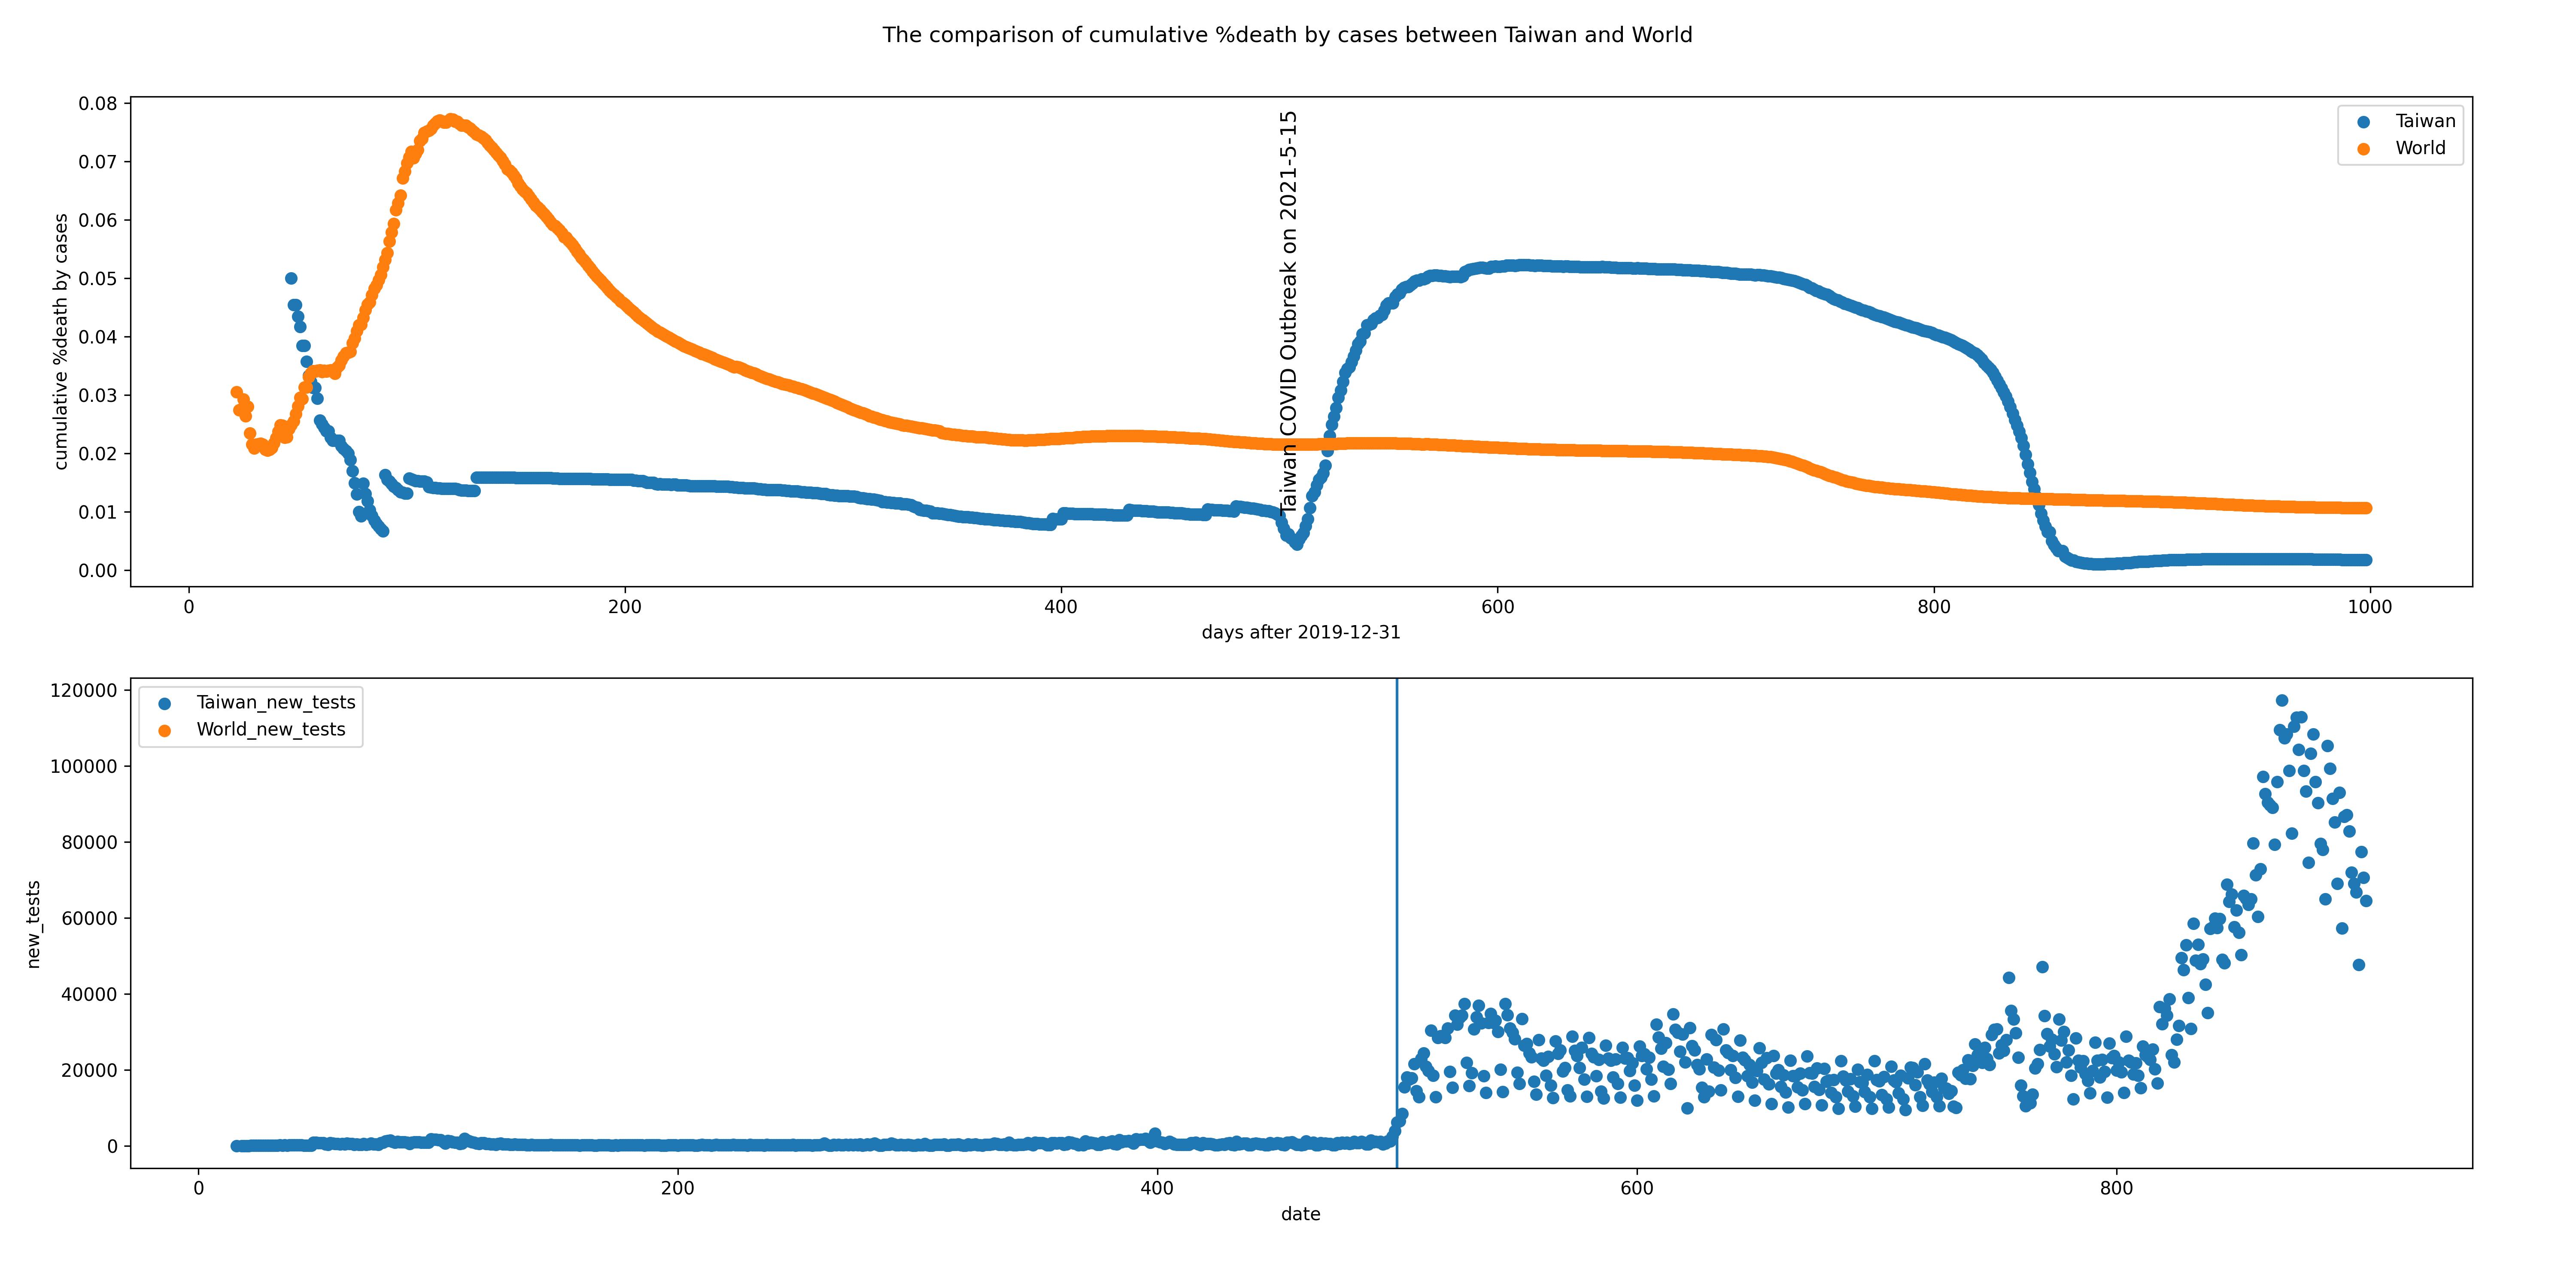 The comparison of cumulative %death by cases between Taiwan and World
0.08
0.07
0.06
0.05
0.04
0.03
0.02
0.01
0.00
cumulative %death by cases
Taiwan COVID Outbreak on 2021-5-15
Taiwan
World
0
200
400
600
800
1000
days after 2019-12-31
120000
100000
80000
60000
40000
20000
0
new_tests
Taiwan_new_tests
World_new_tests
0
200
400
600
800
date